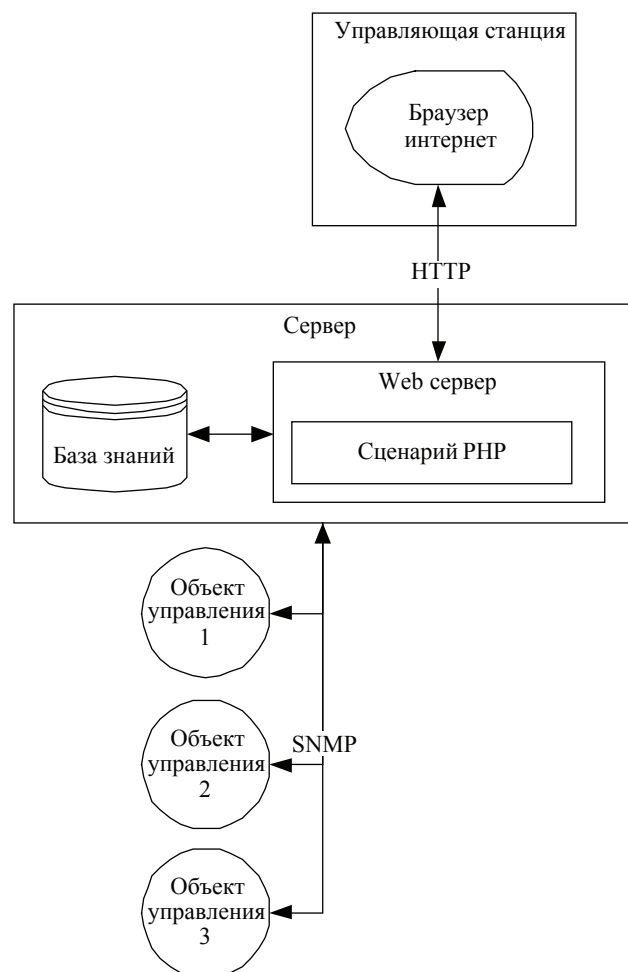 Управляющая станция
Браузер
интернет
HTTP
Сервер
Web сервер
База знаний
Сценарий PHP
Объект
управления
1
Объект
управления
2
SNMP
Объект
управления
3